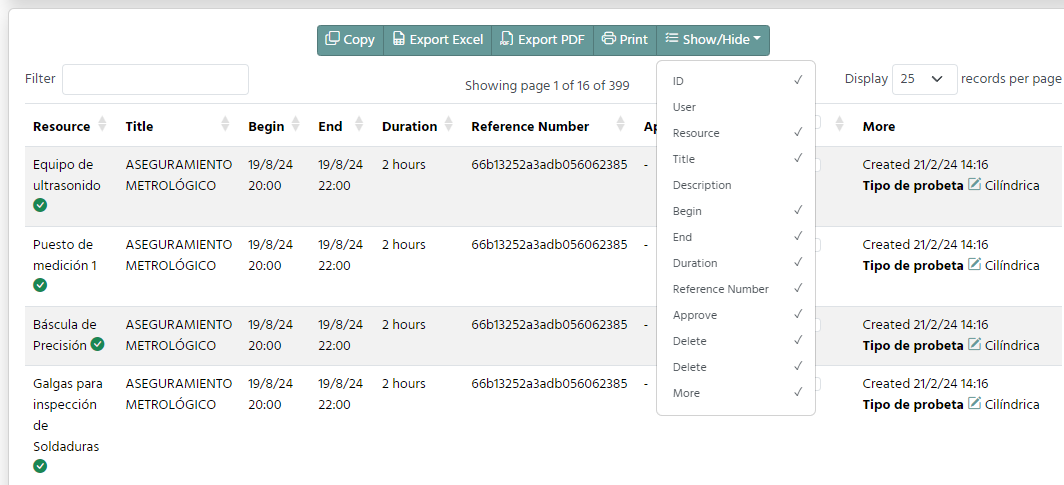 Copy Export Excel Export PDF Print Show/Hide
Filter
Showing page 1 of 16 of 399
Display 25 records per page
ID ✓
User
Resource ✓
Title ✓
Description
Begin ✓
End ✓
Duration ✓
Reference Number ✓
Approve ✓
Delete ✓
Delete ✓
More ✓
Resource Title Begin End Duration Reference Number More
Equipo de ASEGURAMIENTO 19/8/24 19/8/24 2 hours 66b13252a3adb056062385 - Created 21/2/24 14:16
ultrasonido METROLÓGICO 20:00 22:00 Tipo de probeta Cilíndrica
Puesto de ASEGURAMIENTO 19/8/24 19/8/24 2 hours 66b13252a3adb056062385 - Created 21/2/24 14:16
medición 1 METROLÓGICO 20:00 22:00 Tipo de probeta Cilíndrica
Báscula de ASEGURAMIENTO 19/8/24 19/8/24 2 hours 66b13252a3adb056062385 - Created 21/2/24 14:16
Precisión METROLÓGICO 20:00 22:00 Tipo de probeta Cilíndrica
Galgas para ASEGURAMIENTO 19/8/24 19/8/24 2 hours 66b13252a3adb056062385 - Created 21/2/24 14:16
inspección METROLÓGICO 20:00 22:00 Tipo de probeta Cilíndrica
de
Soldaduras